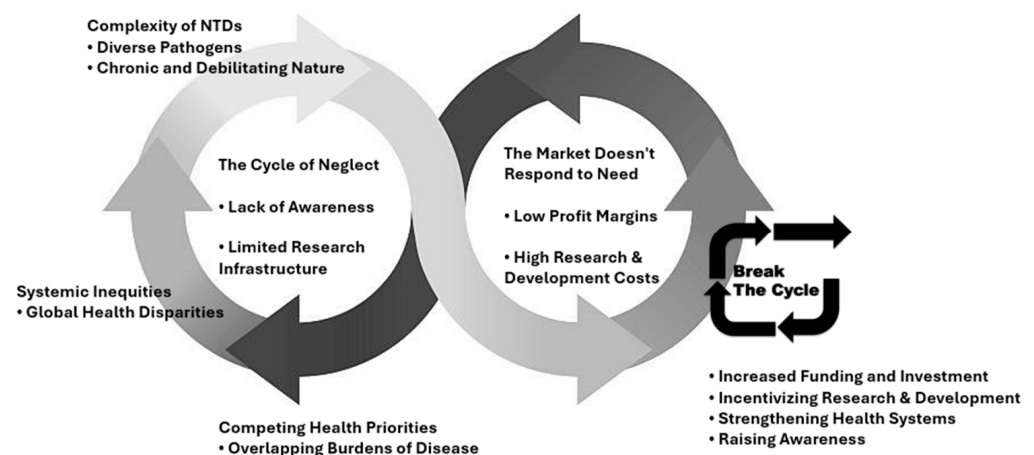 Complexity of NTDs
• Diverse Pathogens
• Chronic and Debilitating Nature
The Cycle of Neglect
• Lack of Awareness
• Limited Research
Infrastructure
The Market Doesn't
Respond to Need
• Low Profit Margins
• High Research &
Development Costs
Systemic Inequities
• Global Health Disparities
Break
The Cycle
Competing Health Priorities
• Overlapping Burdens of Disease
• Increased Funding and Investment
• Incentivizing Research & Development
• Strengthening Health Systems
• Raising Awareness